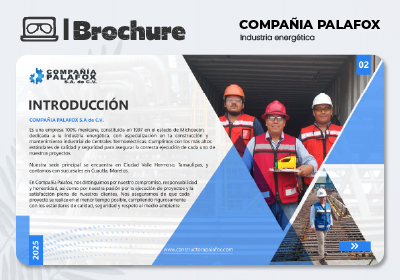 Brochure
COMPAÑIA PALAFOX
Industria energética
COMPAÑIA
PALAFOX
S.A. de C.V.
02
INTRODUCCIÓN
COMPAÑIA PALAFOX S.A de C.V.
Es una empresa 100% mexicana, constituida en 1997 en el estado de Michoacán,
dedicada a la industria energética, con especialización en la construcción y
mantenimiento industrial de centrales termoeléctricas. Cumplimos con los más altos
estándares de calidad y seguridad para asegurar la correcta ejecución de cada uno de
nuestros proyectos.
Nuestra sede principal se encuentra en Ciudad Valle Hermoso, Tamaulipas, y
contamos con sucursales en Cuautla, Morelos.
En Compañía Palafox, nos distinguimos por nuestro compromiso, responsabilidad
y honestidad, así como por nuestra pasión por la ejecución de proyectos y la
satisfacción plena de nuestros clientes. Nos aseguramos de que cada
proyecto se realice en el menor tiempo posible, cumpliendo rigurosamente
con los estándares de calidad, seguridad y respeto al medio ambiente.
2025
www.constructorapalafox.com